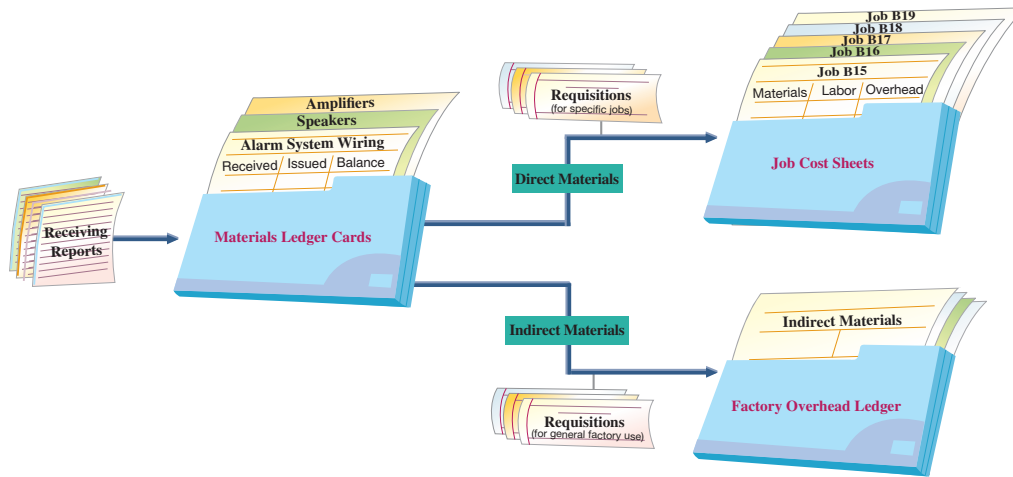 Receiving
Reports
Amplifiers
Speakers
Alarm System Wiring
Received Issued Balance
Materials Ledger Cards
Requisitions
(for specific jobs)
Direct Materials
Job B19
Job B18
Job B17
Job B16
Job B15
Materials Labor Overhead
Job Cost Sheets
Indirect Materials
Requisitions
(for general factory use)
Indirect Materials
Factory Overhead Ledger